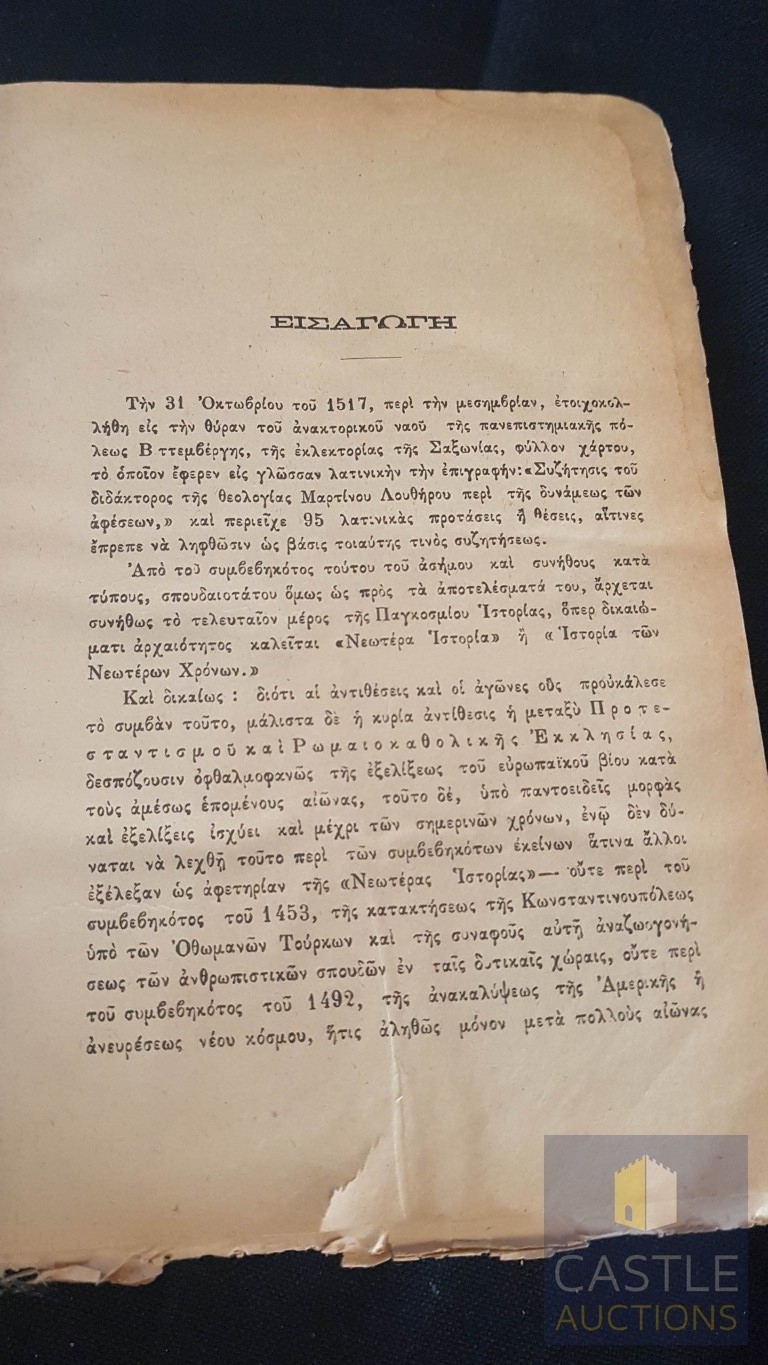 ΕΙΣΑΓΩΓΗ
Τὴν 31 Ὀκτωβρίου τοῦ 1517, περὶ τὴν μεσημβρίαν, ἐτοιχοκολ-
λήθη εἰς τὴν θύραν τοῦ ἀνακτορικοῦ ναοῦ τῆς πανεπιστημιακῆς πό-
λεως Β ττεμβέργης, τῆς ἐκλεκτορίας τῆς Σαξωνίας, φύλλον χάρτου,
τὸ ὁποῖον ἔφερεν εἰς γλῶσσαν λατινικὴν τὴν ἐπιγραφήν: «Συζήτησις τοῦ
διδάκτορος τῆς θεολογίας Μαρτίνου Λουθήρου περὶ τῆς δυνάμεως τῶν
ἀφέσεων,» καὶ περιεῖχε 95 λατινικὰς προτάσεις ἢ θέσεις, αἵτινες
ἔπρεπε νὰ ληφθῶσιν ὡς βάσις τοιαύτης τινὸς συζητήσεως.
Ἀπὸ τοῦ συμβεβηκότος τούτου τοῦ ἀσήμου καὶ συνήθους κατὰ
τύπους, σπουδαιοτάτου ὅμως ὡς πρὸς τὰ ἀποτελέσματά του, ἄρχεται
συνήθως τὸ τελευταῖον μέρος τῆς Παγκοσμίου Ἱστορίας, ὅπερ δικαιώ-
ματι ἀρχαιότητος καλεῖται «Νεωτέρα Ἱστορία» ἢ «Ἱστορία τῶν
Νεωτέρων Χρόνων.»
Καὶ δικαίως : διότι αἱ ἀντιθέσεις καὶ οἱ ἀγῶνες οὓς προὐκάλεσε
τὸ συμβὰν τοῦτο, μάλιστα δὲ ἡ κυρία ἀντίθεσις ἡ μεταξὺ Προτε-
σταντισμοῦ καὶ Ρωμαιοκαθολικῆς Ἐκκλησίας,
δεσπόζουσιν ὀφθαλμοφανῶς τῆς ἐξελίξεως τοῦ εὐρωπαϊκοῦ βίου κατὰ
τοὺς ἀμέσως ἑπομένους αἰῶνας, τοῦτο δέ, ὑπὸ παντοειδεῖς μορφὰς
καὶ ἐξελίξεις ἰσχύει καὶ μέχρι τῶν σημερινῶν χρόνων, ἐνῷ δὲν δύ-
ναται νὰ λεχθῇ τοῦτο περὶ τῶν συμβεβηκότων ἐκείνων ἅτινα ἄλλοι
ἐξέλεξαν ὡς ἀφετηρίαν τῆς «Νεωτέρας Ἱστορίας»— οὔτε περὶ τοῦ
συμβεβηκότος τοῦ 1453, τῆς κατακτήσεως τῆς Κωνσταντινουπόλεως
ὑπὸ τῶν Ὀθωμανῶν Τούρκων καὶ τῆς συναφοῦς αὐτῇ ἀναζωογονή-
σεως τῶν ἀνθρωπιστικῶν σπουδῶν ἐν ταῖς δυτικαῖς χώραις, οὔτε περὶ
τοῦ συμβεβηκότος τοῦ 1492, τῆς ἀνακαλύψεως τῆς Ἀμερικῆς ἢ
ἀνευρέσεως νέου κόσμου, ἥτις ἀληθῶς μόνον μετὰ πολλοὺς αἰῶνας
CASTLE
AUCTIONS